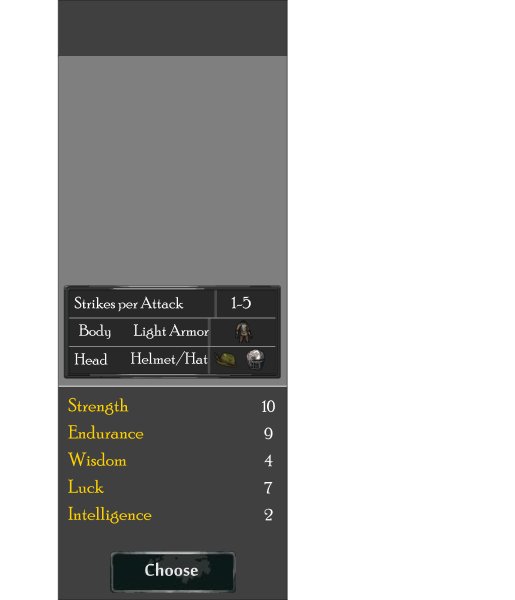 Strikes per Attack 1-5
Body Light Armor
Head Helmet/Hat
Strength 10
Endurance 9
Wisdom 4
Luck 7
Intelligence 2
Choose